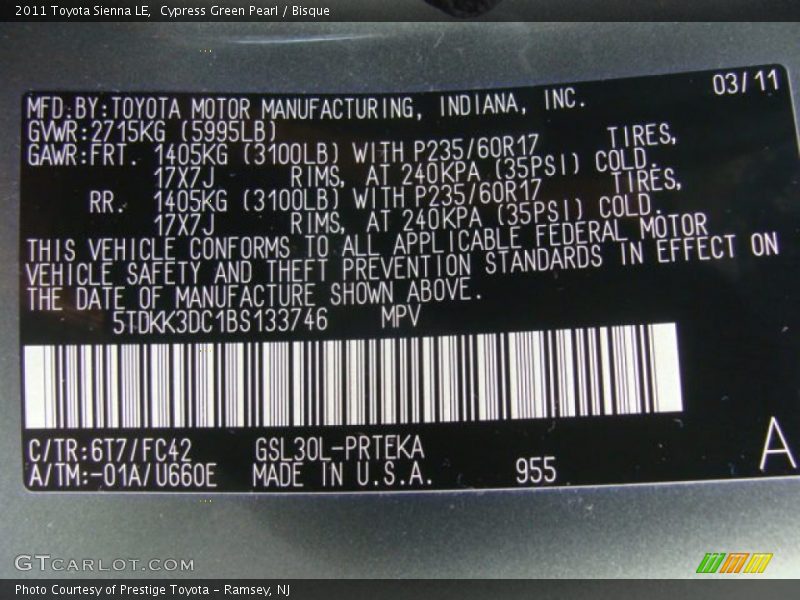 2011 Toyota Sienna LE,  Cypress Green Pearl / Bisque
03/11
MFD.BY:TOYOTA MOTOR MANUFACTURING, INDIANA, INC.
GVWR:2715KG (5995LB)
GAWR:FRT. 1405KG (3100LB) WITH P235/60R17 TIRES,
17X7J RIMS, AT 240KPA (35PSI) COLD.
RR. 1405KG (3100LB) WITH P235/60R17 TIRES,
17X7J RIMS, AT 240KPA (35PSI) COLD.
THIS VEHICLE CONFORMS TO ALL APPLICABLE FEDERAL MOTOR
VEHICLE SAFETY AND THEFT PREVENTION STANDARDS IN EFFECT ON
THE DATE OF MANUFACTURE SHOWN ABOVE.
5TDKK3DC1BS133746 MPV
C/TR:6T7/FC42 GSL30L-PRTEKA
A/TM:-01A/U660E MADE IN U.S.A. 955 A
GTCARLOT.COM
Photo Courtesy of Prestige Toyota - Ramsey, NJ